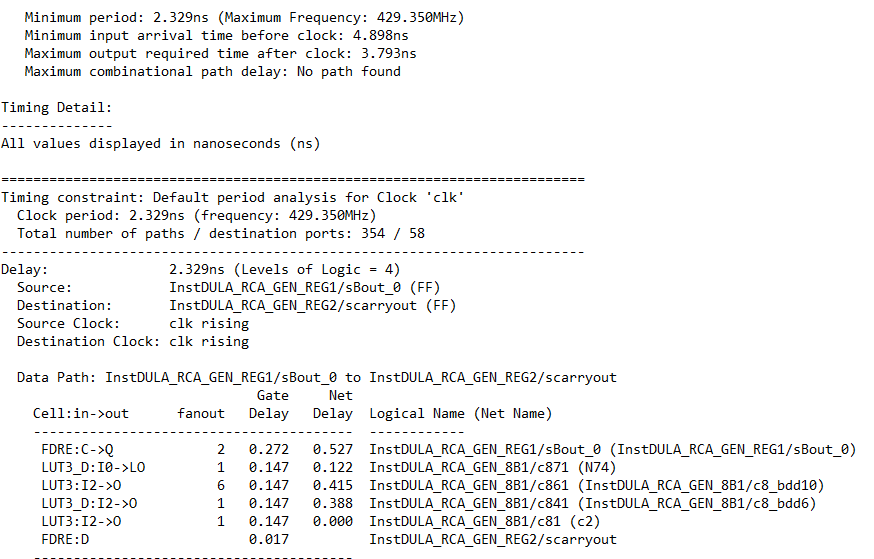 Minimum period: 2.329ns (Maximum Frequency: 429.350MHz)
Minimum input arrival time before clock: 4.898ns
Maximum output required time after clock: 3.793ns
Maximum combinational path delay: No path found
Timing Detail:
--------------
All values displayed in nanoseconds (ns)
=========================================================================
Timing constraint: Default period analysis for Clock 'clk'
Clock period: 2.329ns (frequency: 429.350MHz)
Total number of paths / destination ports: 354 / 58
-------------------------------------------------------------------------
Delay: 2.329ns (Levels of Logic = 4)
Source: InstDULA_RCA_GEN_REG1/sBout_0 (FF)
Destination: InstDULA_RCA_GEN_REG2/scarryout (FF)
Source Clock: clk rising
Destination Clock: clk rising
Data Path: InstDULA_RCA_GEN_REG1/sBout_0 to InstDULA_RCA_GEN_REG2/scarryout
Gate Net
Cell:in->out fanout Delay Delay Logical Name (Net Name)
---------------------------------------- ------------
FDRE:C->Q 2 0.272 0.527 InstDULA_RCA_GEN_REG1/sBout_0 (InstDULA_RCA_GEN_REG1/sBout_0)
LUT3_D:I0->LO 1 0.147 0.122 InstDULA_RCA_GEN_8B1/c871 (N74)
LUT3:I2->O 6 0.147 0.415 InstDULA_RCA_GEN_8B1/c861 (InstDULA_RCA_GEN_8B1/c8_bdd10)
LUT3_D:I2->O 1 0.147 0.388 InstDULA_RCA_GEN_8B1/c841 (InstDULA_RCA_GEN_8B1/c8_bdd6)
LUT3:I2->O 1 0.147 0.000 InstDULA_RCA_GEN_8B1/c81 (c2)
FDRE:D 0.017 InstDULA_RCA_GEN_REG2/scarryout
----------------------------------------